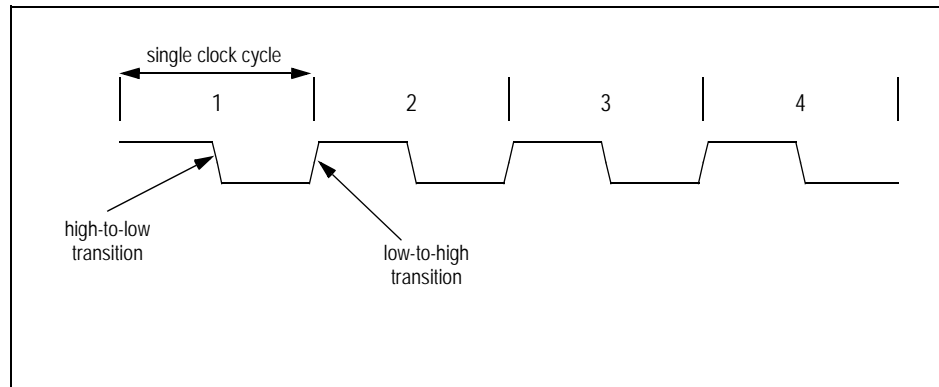 single clock cycle
1 2 3 4
high-to-low
transition
low-to-high
transition